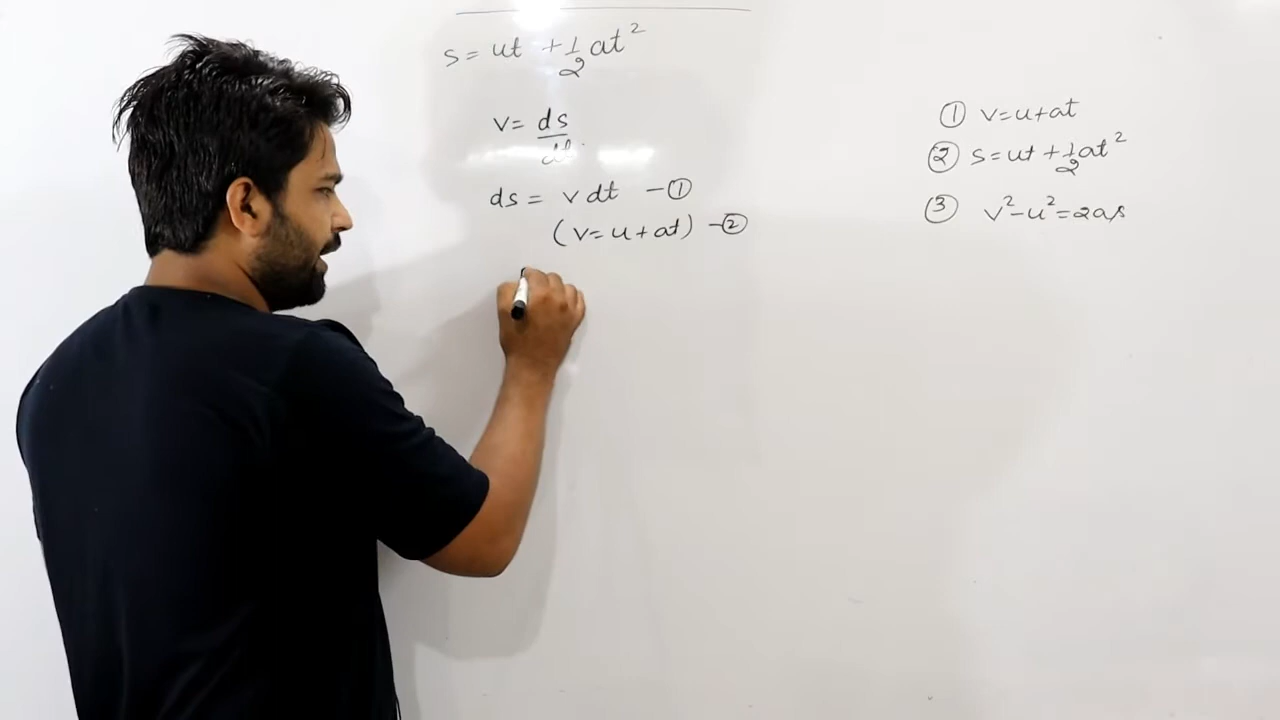 s = ut + 1/2 at²
v = ds/dt
ds = v dt - ①
(v = u + at) - ②
① v = u + at
② s = ut + 1/2 at²
③ v² - u² = 2as